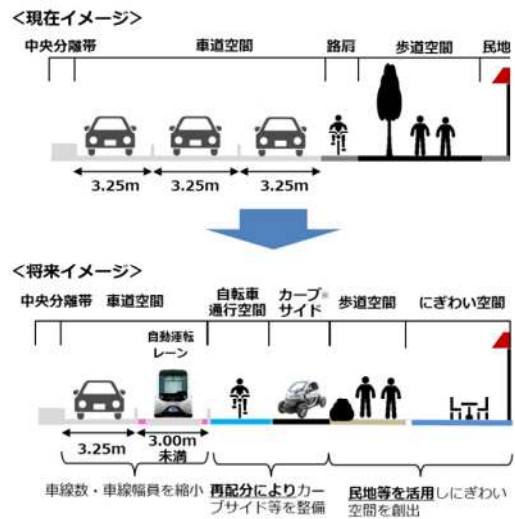 <現在イメージ>
中央分離帯 車道空間 路肩 歩道空間 民地
3.25m 3.25m 3.25m
<将来イメージ>
中央分離帯 車道空間 自転車通行空間 カーブ※サイド 歩道空間 にぎわい空間
自動運転
レーン
3.25m 3.00m
未満
車線数・車線幅員を縮小
再配分によりカー
ブサイド等を整備
民地等を活用しにぎわい
空間を創出